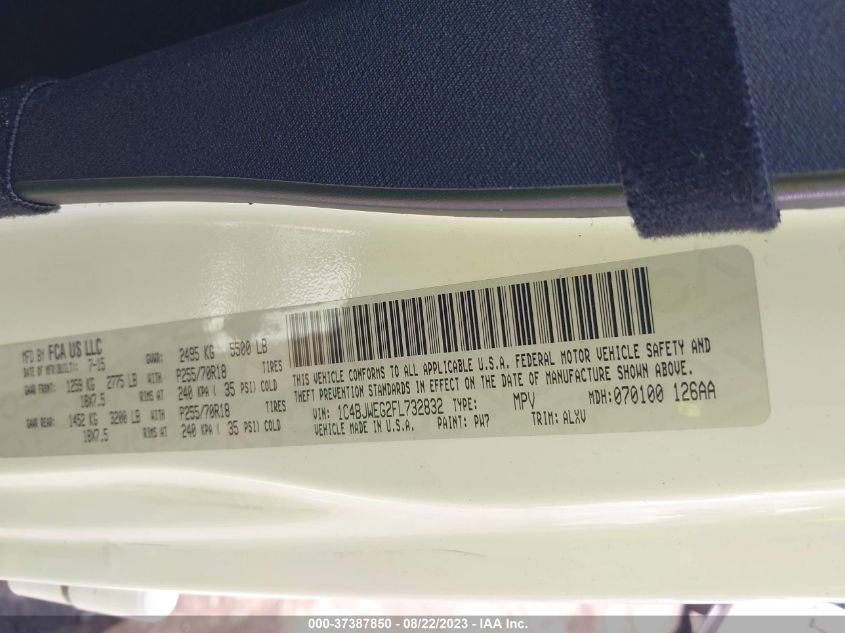 MFD BY FCA US LLC
DATE OF MFR(BUILT): 7-15 GVWR: 2495 KG 5500 LB
GAWR FRONT: 1259 KG 2775 LB WITH P255/70R18 TIRES
18X7.5 RIMS AT 240 KPA ( 35 PSI) COLD
GAWR REAR: 1452 KG 3200 LB WITH P255/70R18 TIRES
18X7.5 RIMS AT 240 KPA ( 35 PSI) COLD
THIS VEHICLE CONFORMS TO ALL APPLICABLE U.S.A. FEDERAL MOTOR VEHICLE SAFETY AND
THEFT PREVENTION STANDARDS IN EFFECT ON THE DATE OF MANUFACTURE SHOWN ABOVE.
VIN: 1C4BJWEG2FL732832 TYPE: MPV MDH: 070100 126AA
VEHICLE MADE IN U.S.A. PAINT: PW7 TRIM: ALXV
000-37387850 - 08/22/2023 - IAA Inc.